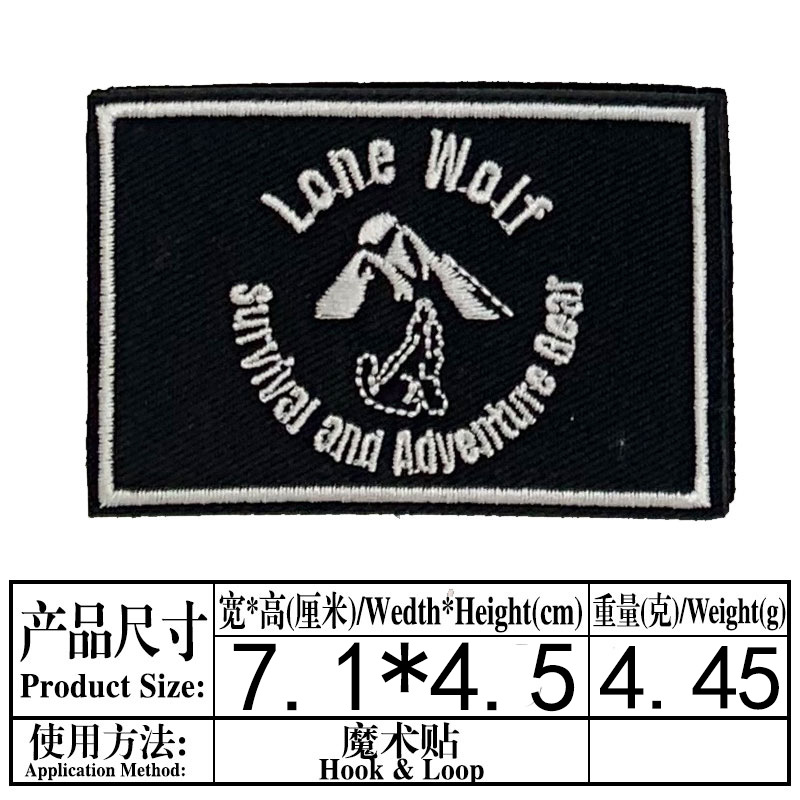 Lone Wolf
Survival and Adventure Gear
产品尺寸
Product Size:
宽*高(厘米)/Wedth*Height(cm)
重量(克)/Weight(g)
7.1*4.5
4.45
使用方法:
Application Method:
魔术贴
Hook & Loop